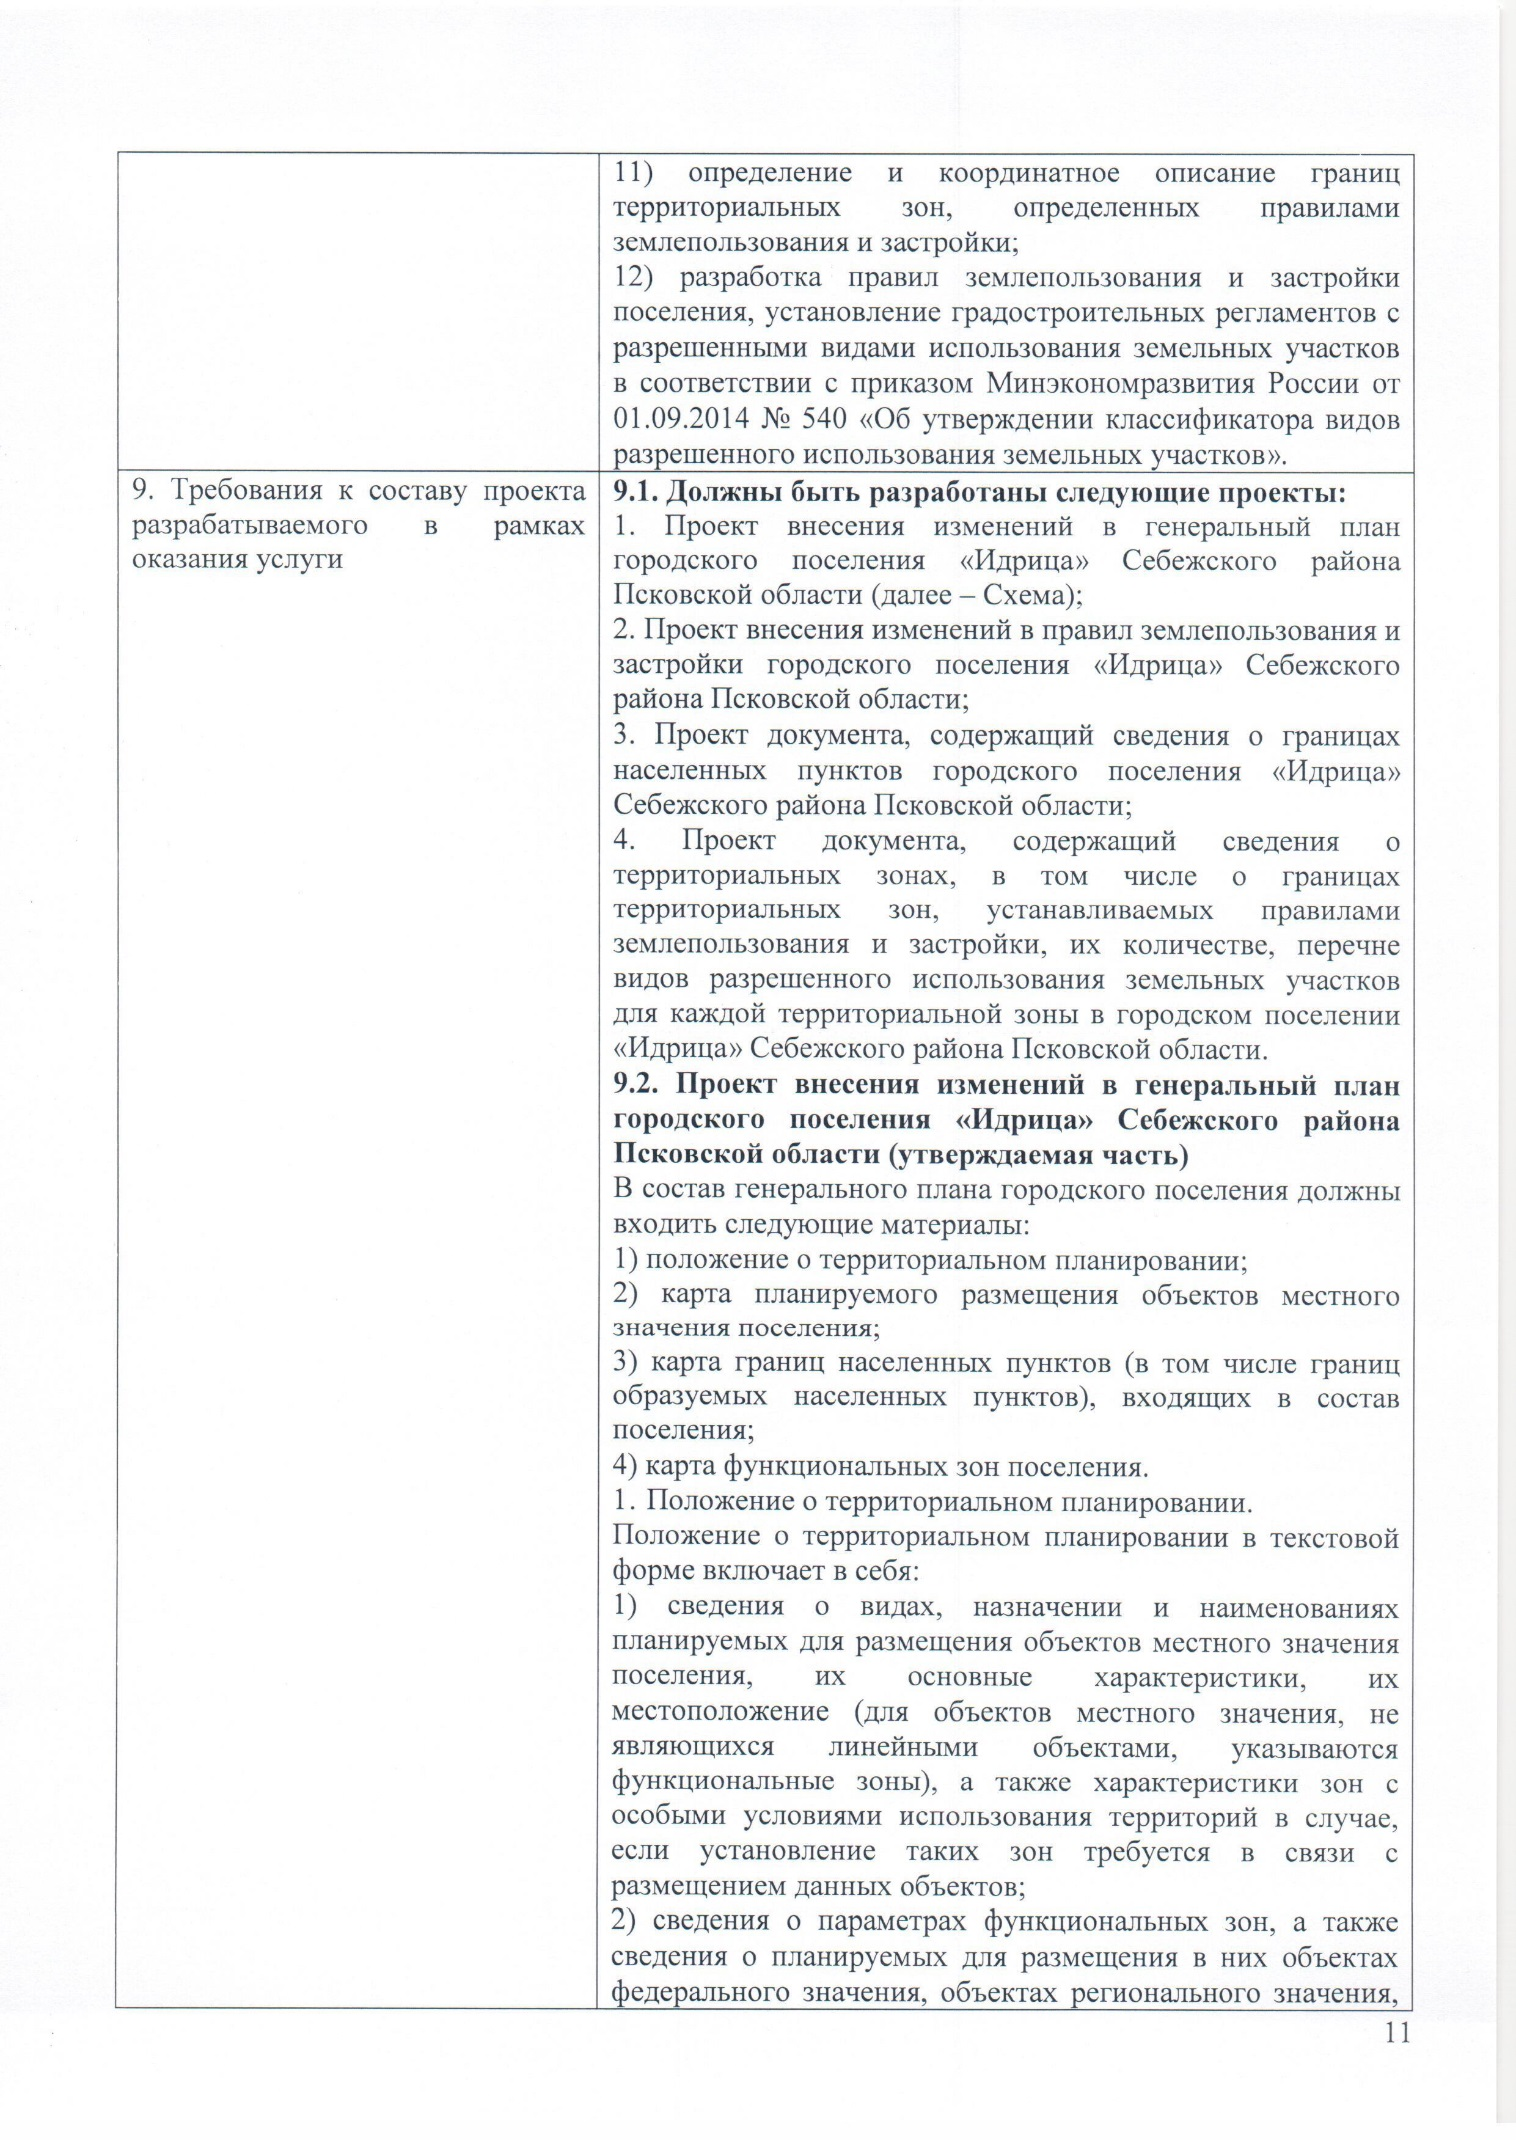 11) определение и координатное описание границ
территориальных зон, определенных правилами
землепользования и застройки;
12) разработка правил землепользования и застройки
поселения, установление градостроительных регламентов с
разрешенными видами использования земельных участков
в соответствии с приказом Минэкономразвития России от
01.09.2014 № 540 «Об утверждении классификатора видов
разрешенного использования земельных участков».
9. Требования к составу проекта
разрабатываемого в рамках
оказания услуги
9.1. Должны быть разработаны следующие проекты:
1. Проект внесения изменений в генеральный план
городского поселения «Идрица» Себежского района
Псковской области (далее – Схема);
2. Проект внесения изменений в правил землепользования и
застройки городского поселения «Идрица» Себежского
района Псковской области;
3. Проект документа, содержащий сведения о границах
населенных пунктов городского поселения «Идрица»
Себежского района Псковской области;
4. Проект документа, содержащий сведения о
территориальных зонах, в том числе о границах
территориальных зон, устанавливаемых правилами
землепользования и застройки, их количестве, перечне
видов разрешенного использования земельных участков
для каждой территориальной зоны в городском поселении
«Идрица» Себежского района Псковской области.
9.2. Проект внесения изменений в генеральный план
городского поселения «Идрица» Себежского района
Псковской области (утверждаемая часть)
В состав генерального плана городского поселения должны
входить следующие материалы:
1) положение о территориальном планировании;
2) карта планируемого размещения объектов местного
значения поселения;
3) карта границ населенных пунктов (в том числе границ
образуемых населенных пунктов), входящих в состав
поселения;
4) карта функциональных зон поселения.
1. Положение о территориальном планировании.
Положение о территориальном планировании в текстовой
форме включает в себя:
1) сведения о видах, назначении и наименованиях
планируемых для размещения объектов местного значения
поселения, их основные характеристики, их
местоположение (для объектов местного значения, не
являющихся линейными объектами, указываются
функциональные зоны), а также характеристики зон с
особыми условиями использования территорий в случае,
если установление таких зон требуется в связи с
размещением данных объектов;
2) сведения о параметрах функциональных зон, а также
сведения о планируемых для размещения в них объектах
федерального значения, объектах регионального значения,
11